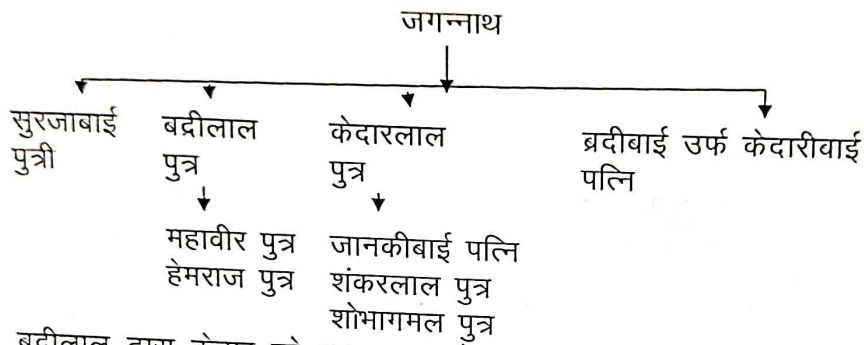 जगन्नाथ
सुरजाबाई बद्रीलाल केदारलाल ब्रदीबाई उर्फ केदारीवाई
पुत्री पुत्र पुत्र पत्नि
महावीर पुत्र जानकीबाई पत्नि
हेमराज पुत्र शंकरलाल पुत्र
शोभागमल पुत्र